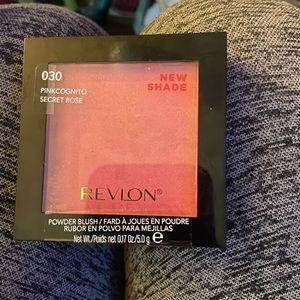 030
NEW
SHADE
PINKCOGNITO
SECRET ROSE
REVLON
POWDER BLUSH / FARD À JOUES EN POUDRE
RUBOR EN POLVO PARA MEJILLAS
Net Wt./Poids net 0.17 Oz/5.0 g e